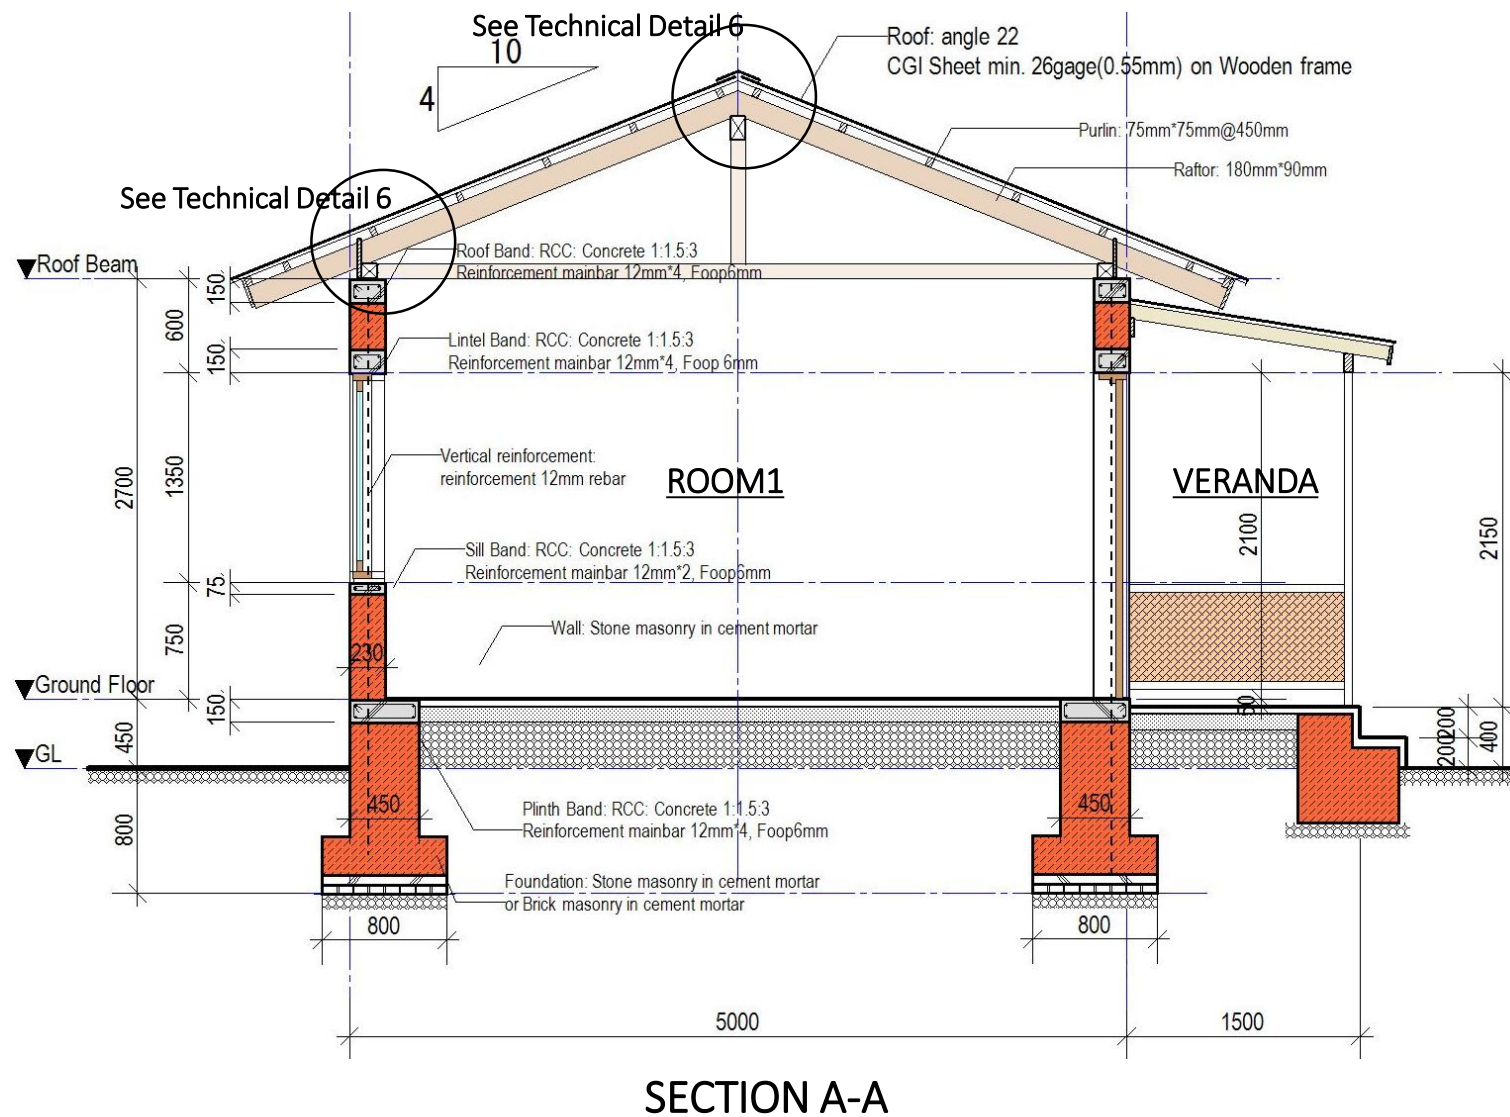 See Technical Detail 6
10
4
Roof: angle 22
CGI Sheet min. 26gage(0.55mm) on Wooden frame
Purlin: 75mm*75mm@450mm
Raftor: 180mm*90mm
See Technical Detail 6
Roof Beam
Roof Band: RCC: Concrete 1:1.5:3
Reinforcement mainbar 12mm*4, Foop6mm
150
600
150
Lintel Band: RCC: Concrete 1:1.5:3
Reinforcement mainbar 12mm*4, Foop 6mm
2700
1350
Vertical reinforcement:
reinforcement 12mm rebar
ROOM1
VERANDA
2100
2150
Sill Band: RCC: Concrete 1:1.5:3
Reinforcement mainbar 12mm*2, Foop6mm
75
750
Wall: Stone masonry in cement mortar
230
Ground Floor
150
50
450
200
200
400
GL
800
450
450
Plinth Band: RCC: Concrete 1:1.5:3
Reinforcement mainbar 12mm*4, Foop6mm
Foundation: Stone masonry in cement mortar
or Brick masonry in cement mortar
800
800
5000
1500
SECTION A-A